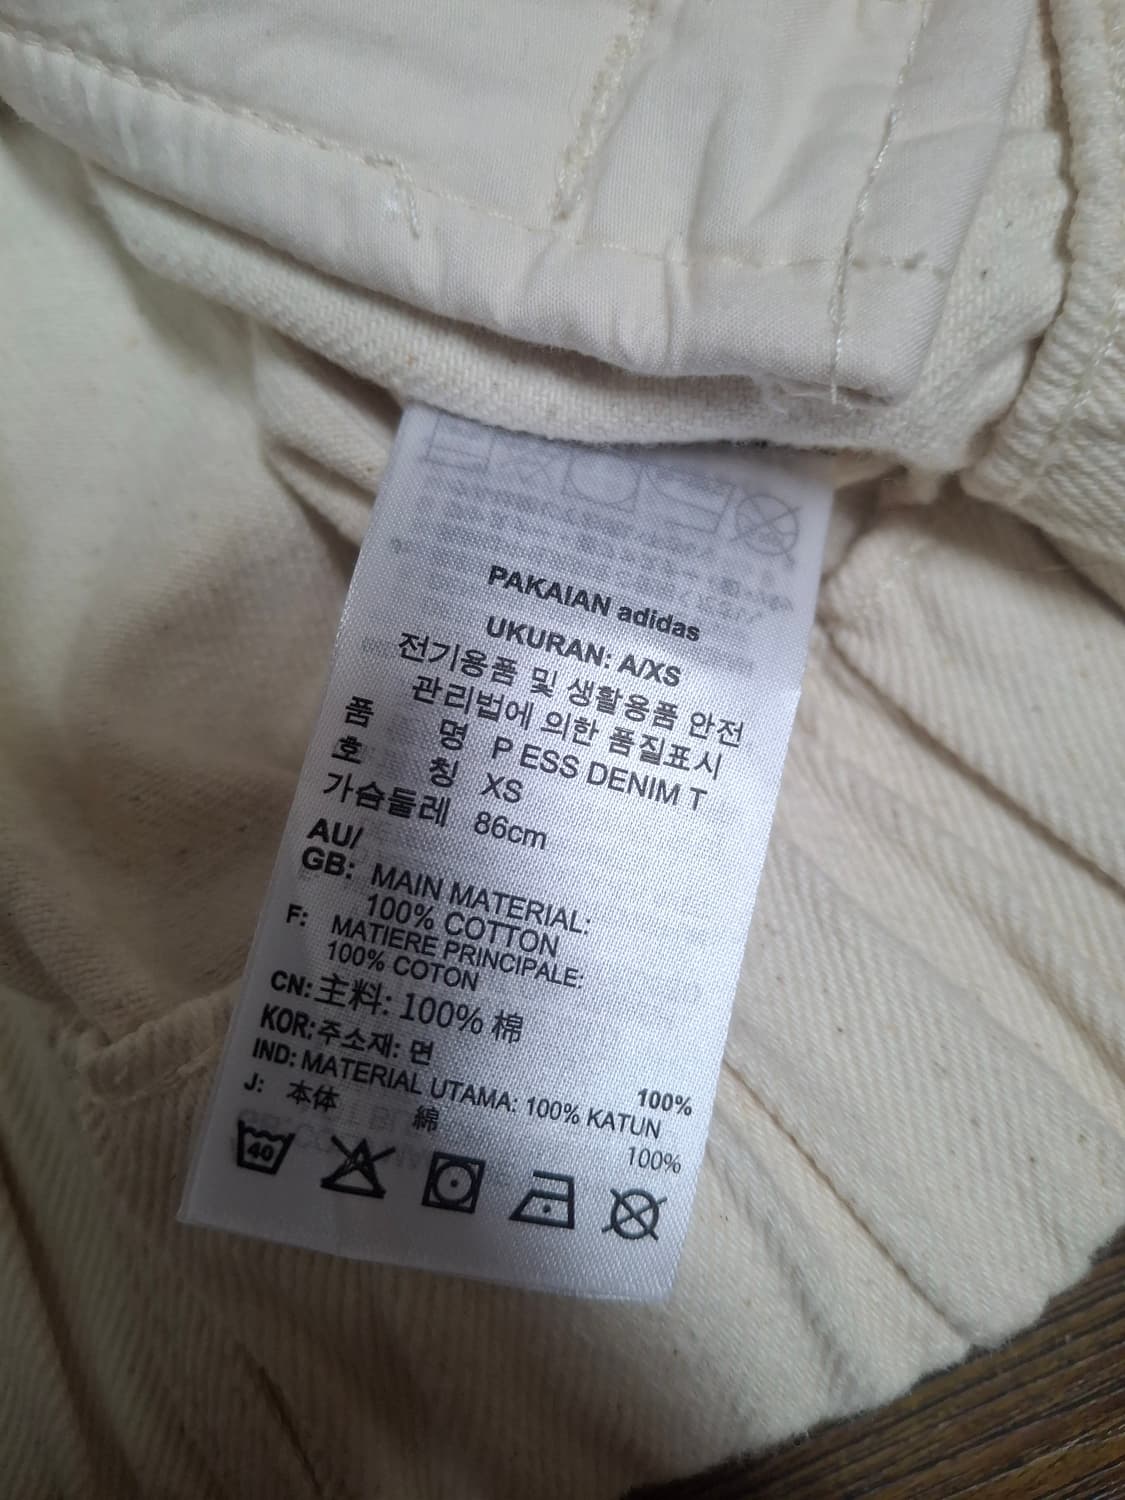 PAKAIAN adidas
UKURAN: A/XS
전기용품 및 생활용품 안전
관리법에 의한 품질표시
품 명 P ESS DENIM T
호 칭 XS
가슴둘레 86cm
AU/
GB: MAIN MATERIAL:
100% COTTON
F: MATIERE PRINCIPALE:
100% COTON
CN: 主料: 100% 棉
KOR: 주소재: 면 100%
IND: MATERIAL UTAMA: 100% KATUN
J: 本体 綿 100%
40